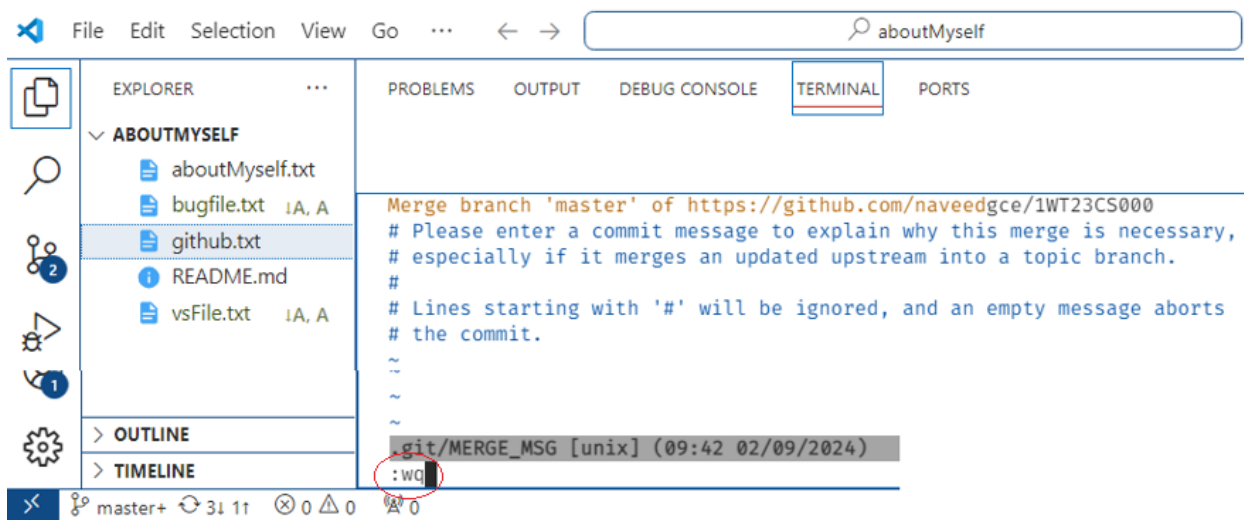 File Edit Selection View Go ··· ← → aboutMyself
EXPLORER ···
PROBLEMS OUTPUT DEBUG CONSOLE TERMINAL PORTS
ABOUTMYSELF
aboutMyself.txt
bugfile.txt ↓A, A
github.txt
README.md
vsFile.txt ↓A, A
2
1
OUTLINE
TIMELINE
Merge branch 'master' of https://github.com/naveedgce/1WT23CS000
# Please enter a commit message to explain why this merge is necessary,
# especially if it merges an updated upstream into a topic branch.
#
# Lines starting with '#' will be ignored, and an empty message aborts
# the commit.
~
~
~
.git/MERGE_MSG [unix] (09:42 02/09/2024)
:wq
master+ 3↓ 1↑ 0 0 0